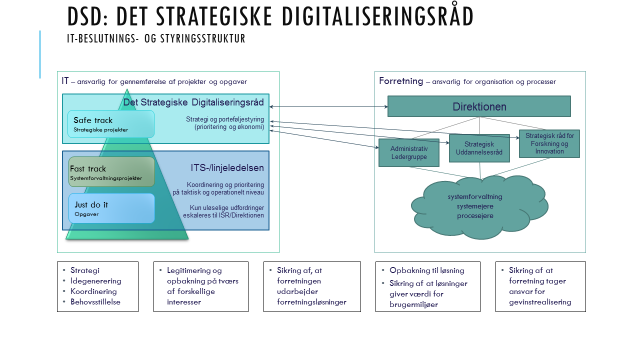 DSD: DET STRATEGISKE DIGITALISERINGSRÅD
IT-BESLUTNINGS- OG STYRINGSSTRUKTUR
IT – ansvarlig for gennemførelse af projekter og opgaver
Det Strategiske Digitaliseringsråd
Safe track
Strategiske projekter
Strategi og porteføljestyring
(prioritering og økonomi)
Fast track
Systemforvaltningsprojekter
ITS-/linjeledelsen
Koordinering og prioritering
på taktisk og operationelt niveau
Just do it
Opgaver
Kun uløselige udfordringer
eskaleres til ISR/Direktionen
Forretning – ansvarlig for organisation og processer
Direktionen
Administrativ
Ledergruppe
Strategisk
Uddannelsesråd
Strategisk råd for
Forskning og
Innovation
systemforvaltning
systemejere
procesejere
• Strategi
• Idegenerering
• Koordinering
• Behovsstillelse
• Legitimering og
opbakning på tværs
af forskellige
interesser
• Sikring af, at
forretningen
udarbejder
forretningsløsninger
• Opbakning til løsning
• Sikring af at løsninger
giver værdi for
brugermiljøer
• Sikring af at
forretning tager
ansvar for
gevinstrealisering